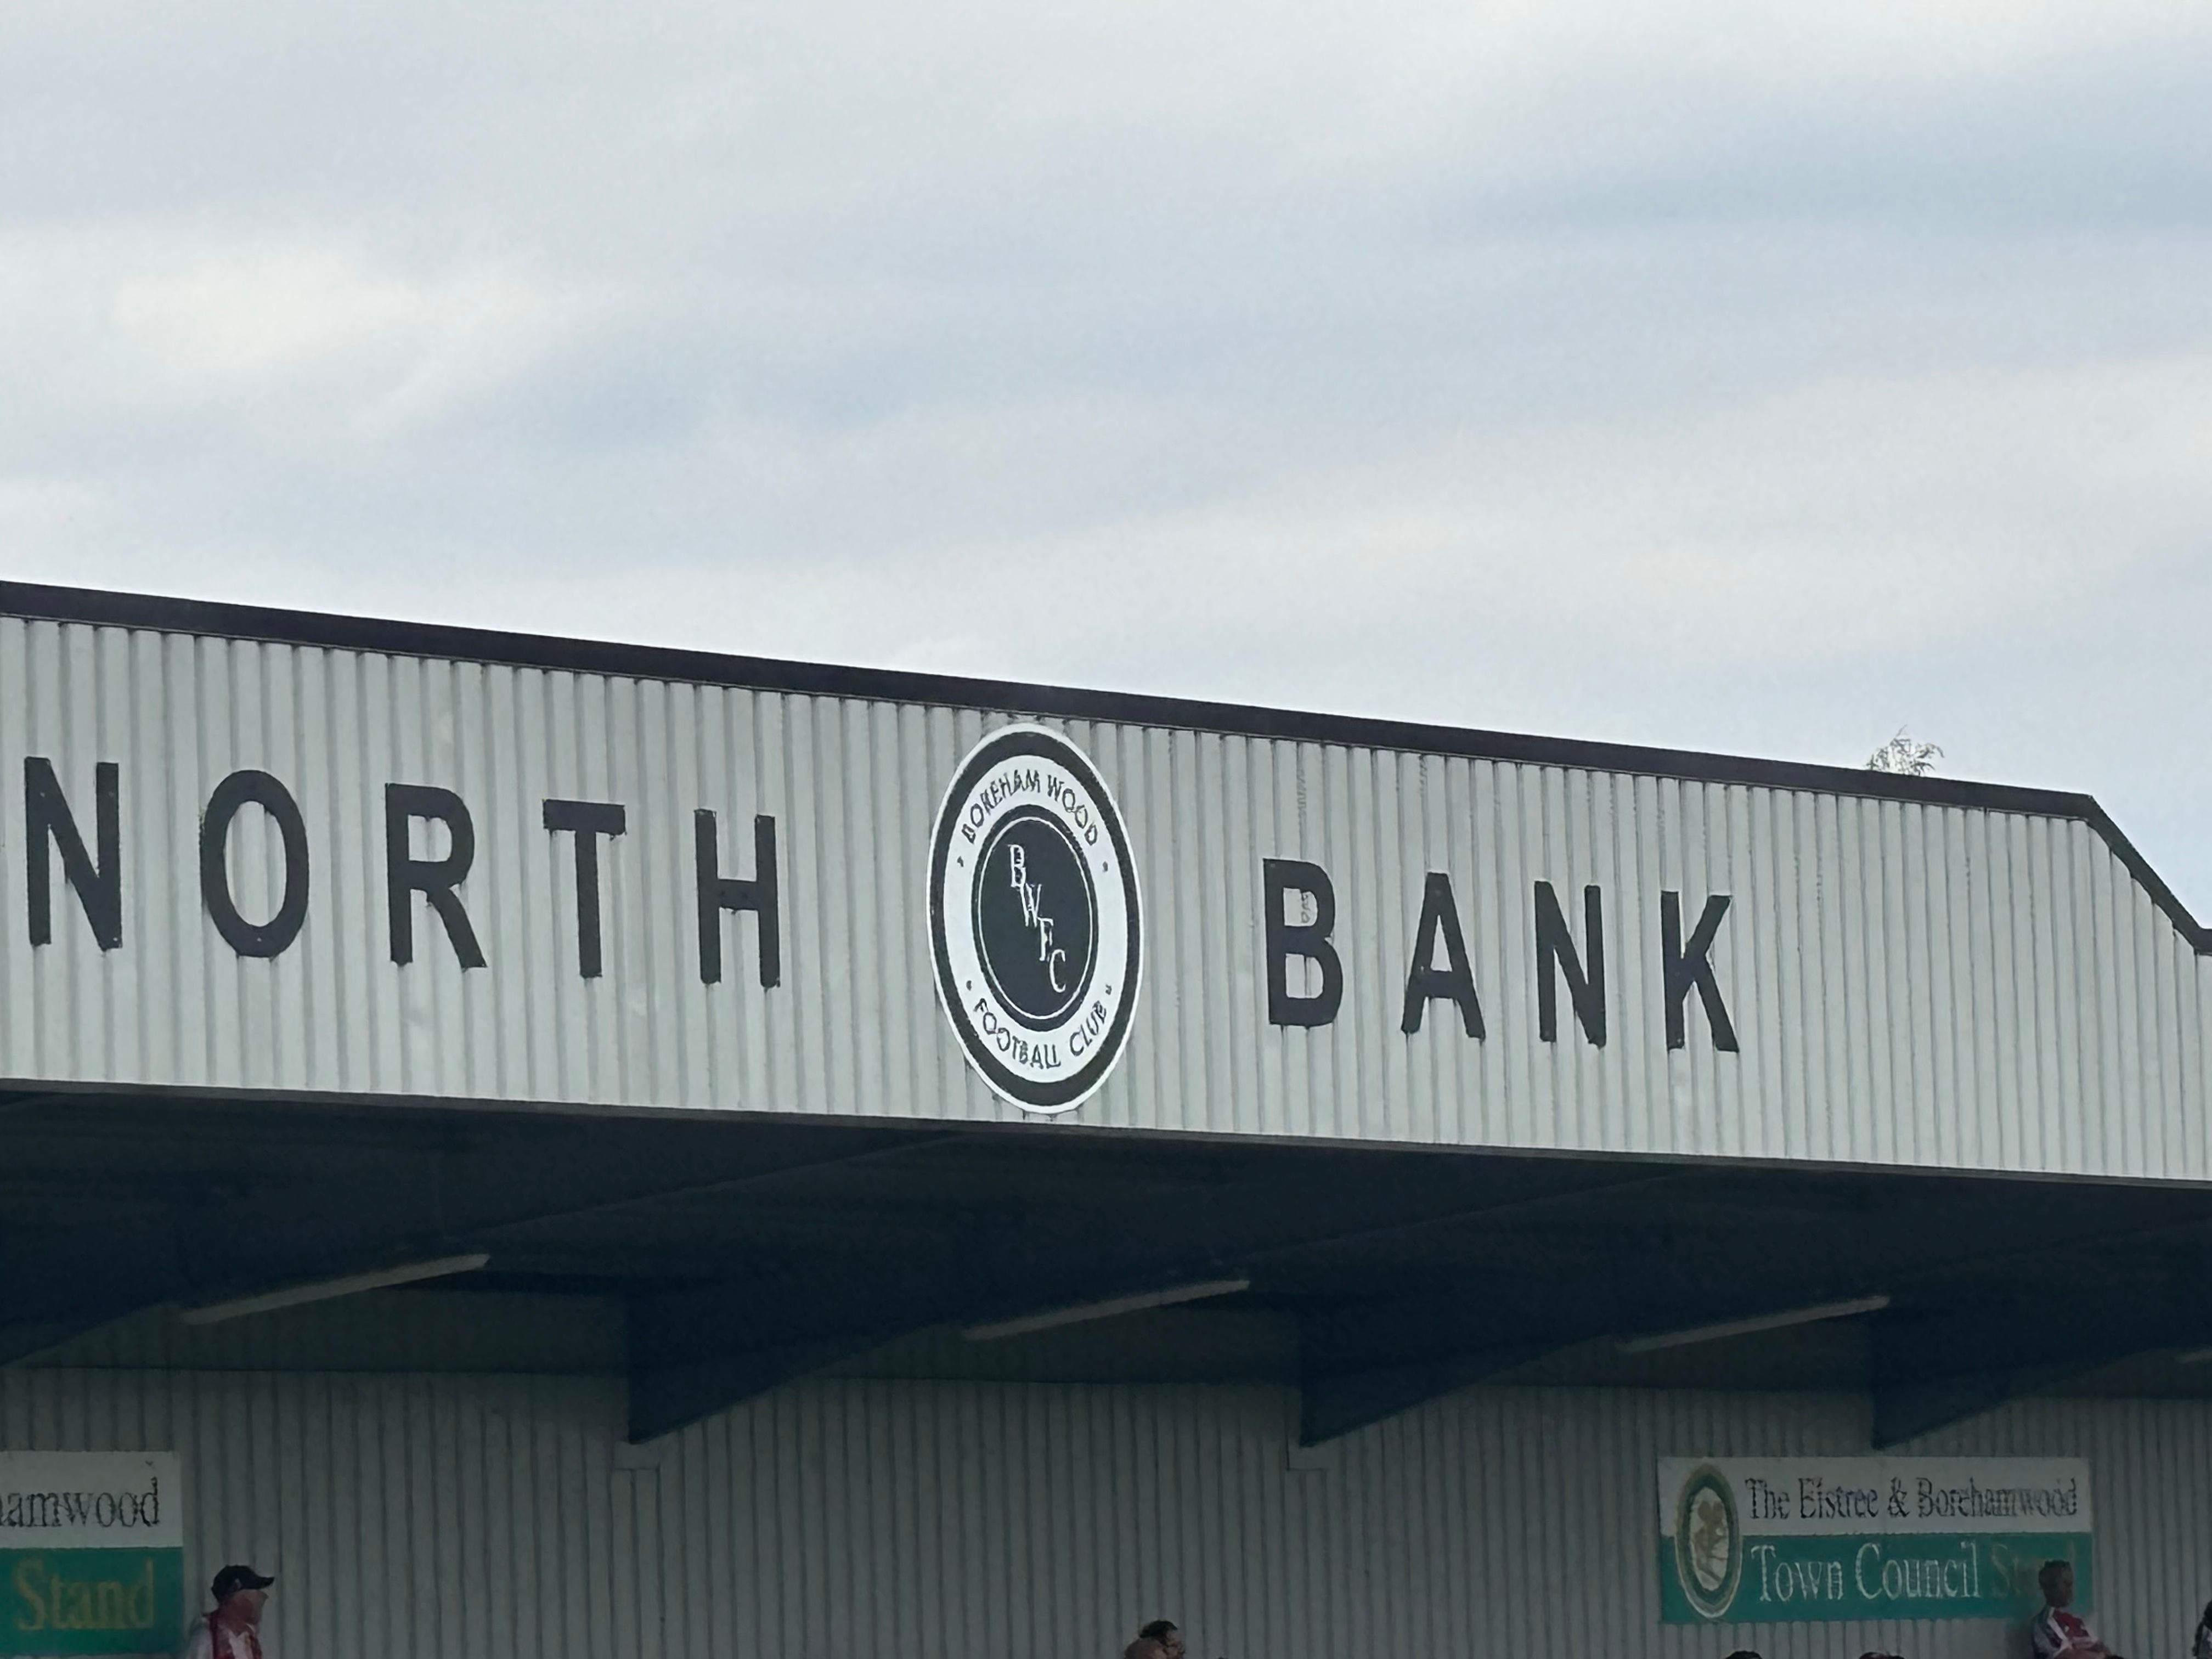 NORTH BANK
BOREHAM WOOD
BWFC
FOOTBALL CLUB
hamwood
Stand
The Elstree & Borehamwood
Town Council